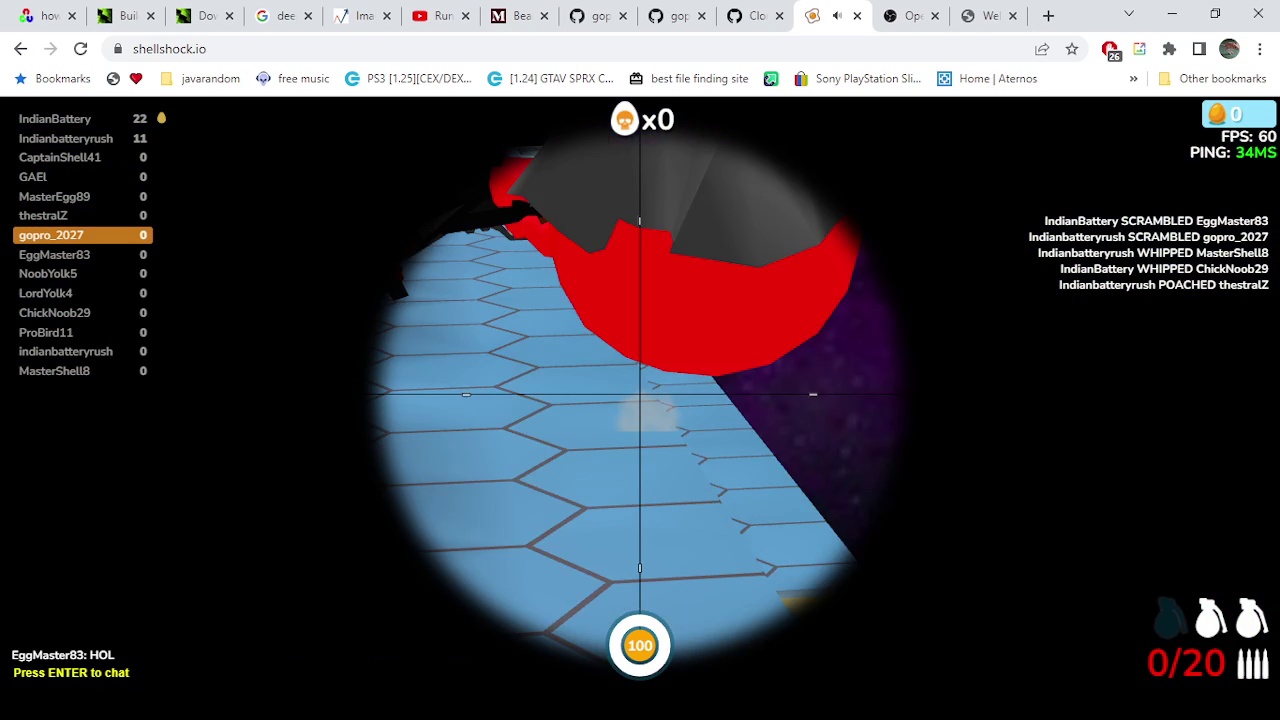 how
Buil
Dov
dee
Ima
Run
Bea
gop
gop
Clo
Ope
Wel
shellshock.io
26
Bookmarks
javarandom
free music
PS3 [1.25](CEX/DEX...
[1.24] GTAV SPRX C...
best file finding site
Sony PlayStation Sli...
Home | Aternos
»
Other bookmarks
IndianBattery 22
Indianbatteryrush 11
CaptainShell41 0
GAEl 0
MasterEgg89 0
thestralZ 0
gopro_2027 0
EggMaster83 0
NoobYolk5 0
LordYolk4 0
ChickNoob29 0
ProBird11 0
indianbatteryrush 0
MasterShell8 0
x0
0
FPS: 60
PING: 34MS
IndianBattery SCRAMBLED EggMaster83
Indianbatteryrush SCRAMBLED gopro_2027
Indianbatteryrush WHIPPED MasterShell8
IndianBattery WHIPPED ChickNoob29
Indianbatteryrush POACHED thestralZ
100
EggMaster83: HOL
Press ENTER to chat
0/20